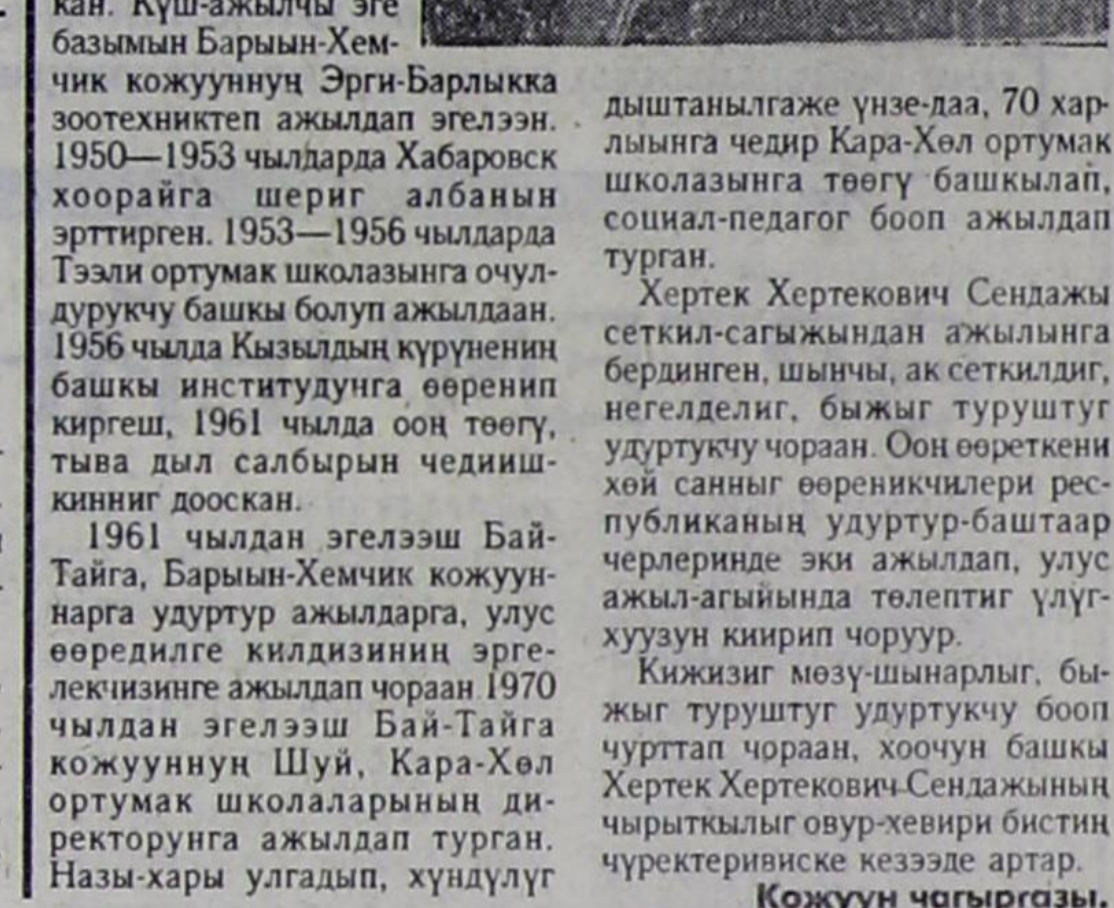 кан. Күш-ажылчы эге
базымын Барыын-Хем-
чик кожууннуң Эрги-Барлыкка
зоотехниктеп ажылдап эгелээн.
1950—1953 чылдарда Хабаровск
хоорайга шериг албанын
эрттирген. 1953—1956 чылдарда
Тээли ортумак школазынга очул-
дурукчу башкы болуп ажылдаан.
1956 чылда Кызылдың күрүнениң
башкы институдунга өөренип
киргеш, 1961 чылда ооң төөгү,
тыва дыл салбырын чедииш-
кинниг дооскан.
1961 чылдан эгелээш Бай-
Тайга, Барыын-Хемчик кожуун-
нарга удуртур ажылдарга, улус
өөредилге килдизиниң эрге-
лекчизинге ажылдап чораан. 1970
чылдан эгелээш Бай-Тайга
кожууннуң Шуй, Кара-Хөл
ортумак школаларының ди-
ректорунга ажылдап турган.
Назы-хары улгадып, хүндүлүг
дыштанылгаже үнзе-даа, 70 хар-
лыынга чедир Кара-Хөл ортумак
школазынга төөгү башкылап,
социал-педагог бооп ажылдап
турган.
Хертек Хертекович Сендажы
сеткил-сагыжындан ажылынга
бердинген, шынчы, ак сеткилдиг,
негелделиг, быжыг туруштуг
удуртукчу чораан. Ооң өөреткени
хөй санныг өөреникчилери рес-
публиканың удуртур-баштаар
черлеринде эки ажылдап, улус
ажыл-агыйында төлептиг үлүг-
хуузун киирип чоруур.
Кижизиг мөзү-шынарлыг, бы-
жыг туруштуг удуртукчу бооп
чурттап чораан, хоочун башкы
Хертек Хертекович Сендажының
чырыткылыг овур-хевири бистиң
чүректеривиске кезээде артар.
Кожуун чагыргазы.